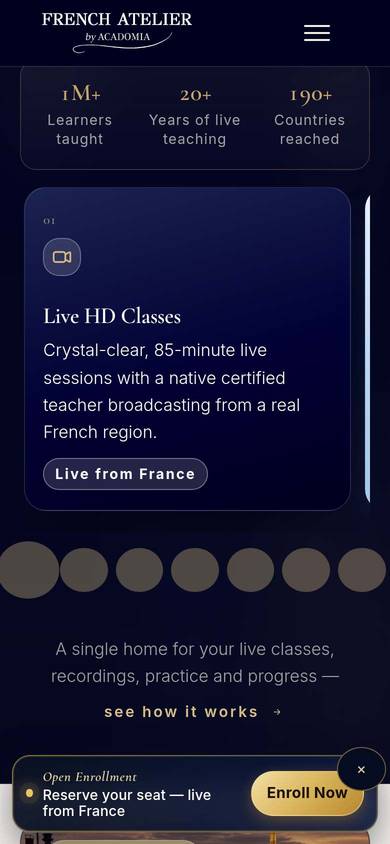 FRENCH ATELIER
by ACADOMIA
1M+
20+
190+
Learners
taught
Years of live
teaching
Countries
reached
01
Live HD Classes
Crystal-clear, 85-minute live
sessions with a native certified
teacher broadcasting from a real
French region.
Live from France
A single home for your live classes,
recordings, practice and progress —
see how it works →
Open Enrollment
Reserve your seat — live
from France
Enroll Now
×